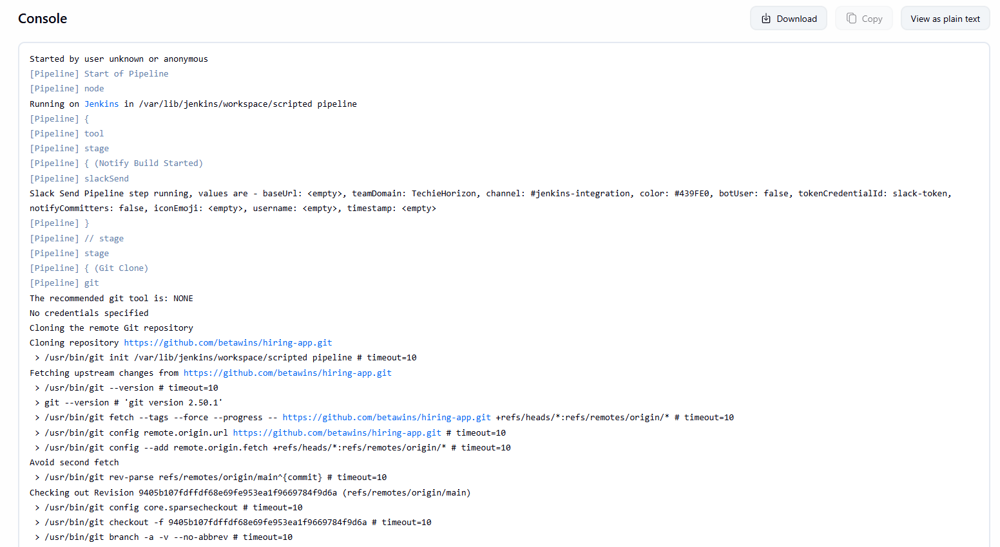 Console
Download
Copy
View as plain text
Started by user unknown or anonymous
[Pipeline] Start of Pipeline
[Pipeline] node
Running on Jenkins in /var/lib/jenkins/workspace/scripted pipeline
[Pipeline] {
[Pipeline] tool
[Pipeline] stage
[Pipeline] { (Notify Build Started)
[Pipeline] slackSend
Slack Send Pipeline step running, values are - baseUrl: <empty>, teamDomain: TechieHorizon, channel: #jenkins-integration, color: #439FE0, botUser: false, tokenCredentialId: slack-token,
notifyCommitters: false, iconEmoji: <empty>, username: <empty>, timestamp: <empty>
[Pipeline] }
[Pipeline] // stage
[Pipeline] stage
[Pipeline] { (Git Clone)
[Pipeline] git
The recommended git tool is: NONE
No credentials specified
Cloning the remote Git repository
Cloning repository https://github.com/betawins/hiring-app.git
> /usr/bin/git init /var/lib/jenkins/workspace/scripted pipeline # timeout=10
Fetching upstream changes from https://github.com/betawins/hiring-app.git
> /usr/bin/git --version # timeout=10
> git --version # 'git version 2.50.1'
> /usr/bin/git fetch --tags --force --progress -- https://github.com/betawins/hiring-app.git +refs/heads/*:refs/remotes/origin/* # timeout=10
> /usr/bin/git config remote.origin.url https://github.com/betawins/hiring-app.git # timeout=10
> /usr/bin/git config --add remote.origin.fetch +refs/heads/*:refs/remotes/origin/* # timeout=10
Avoid second fetch
> /usr/bin/git rev-parse refs/remotes/origin/main^{commit} # timeout=10
Checking out Revision 9405b107fdffdf68e69fe953ea1f9669784f9d6a (refs/remotes/origin/main)
> /usr/bin/git config core.sparsecheckout # timeout=10
> /usr/bin/git checkout -f 9405b107fdffdf68e69fe953ea1f9669784f9d6a # timeout=10
> /usr/bin/git branch -a -v --no-abbrev # timeout=10